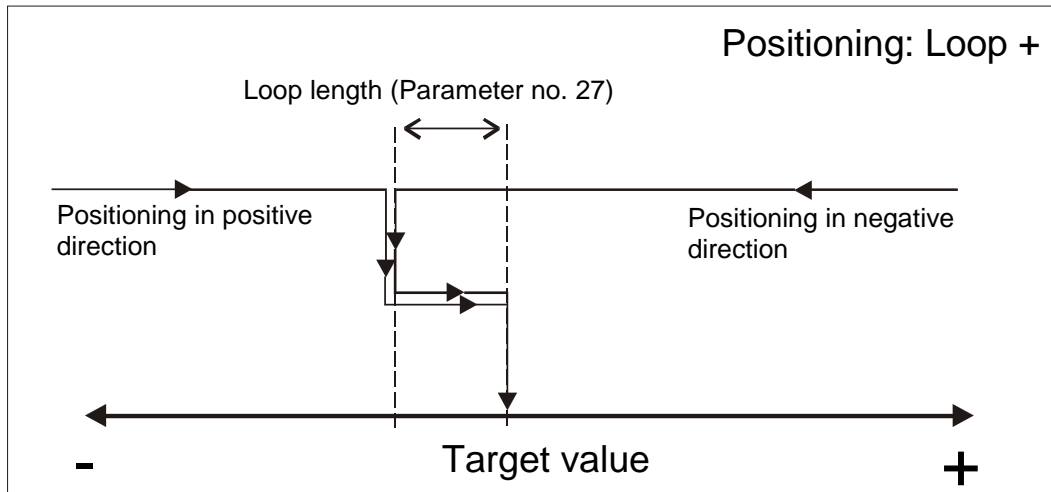 Positioning: Loop +
Loop length (Parameter no. 27)
Positioning in positive
direction
Positioning in negative
direction
- Target value +